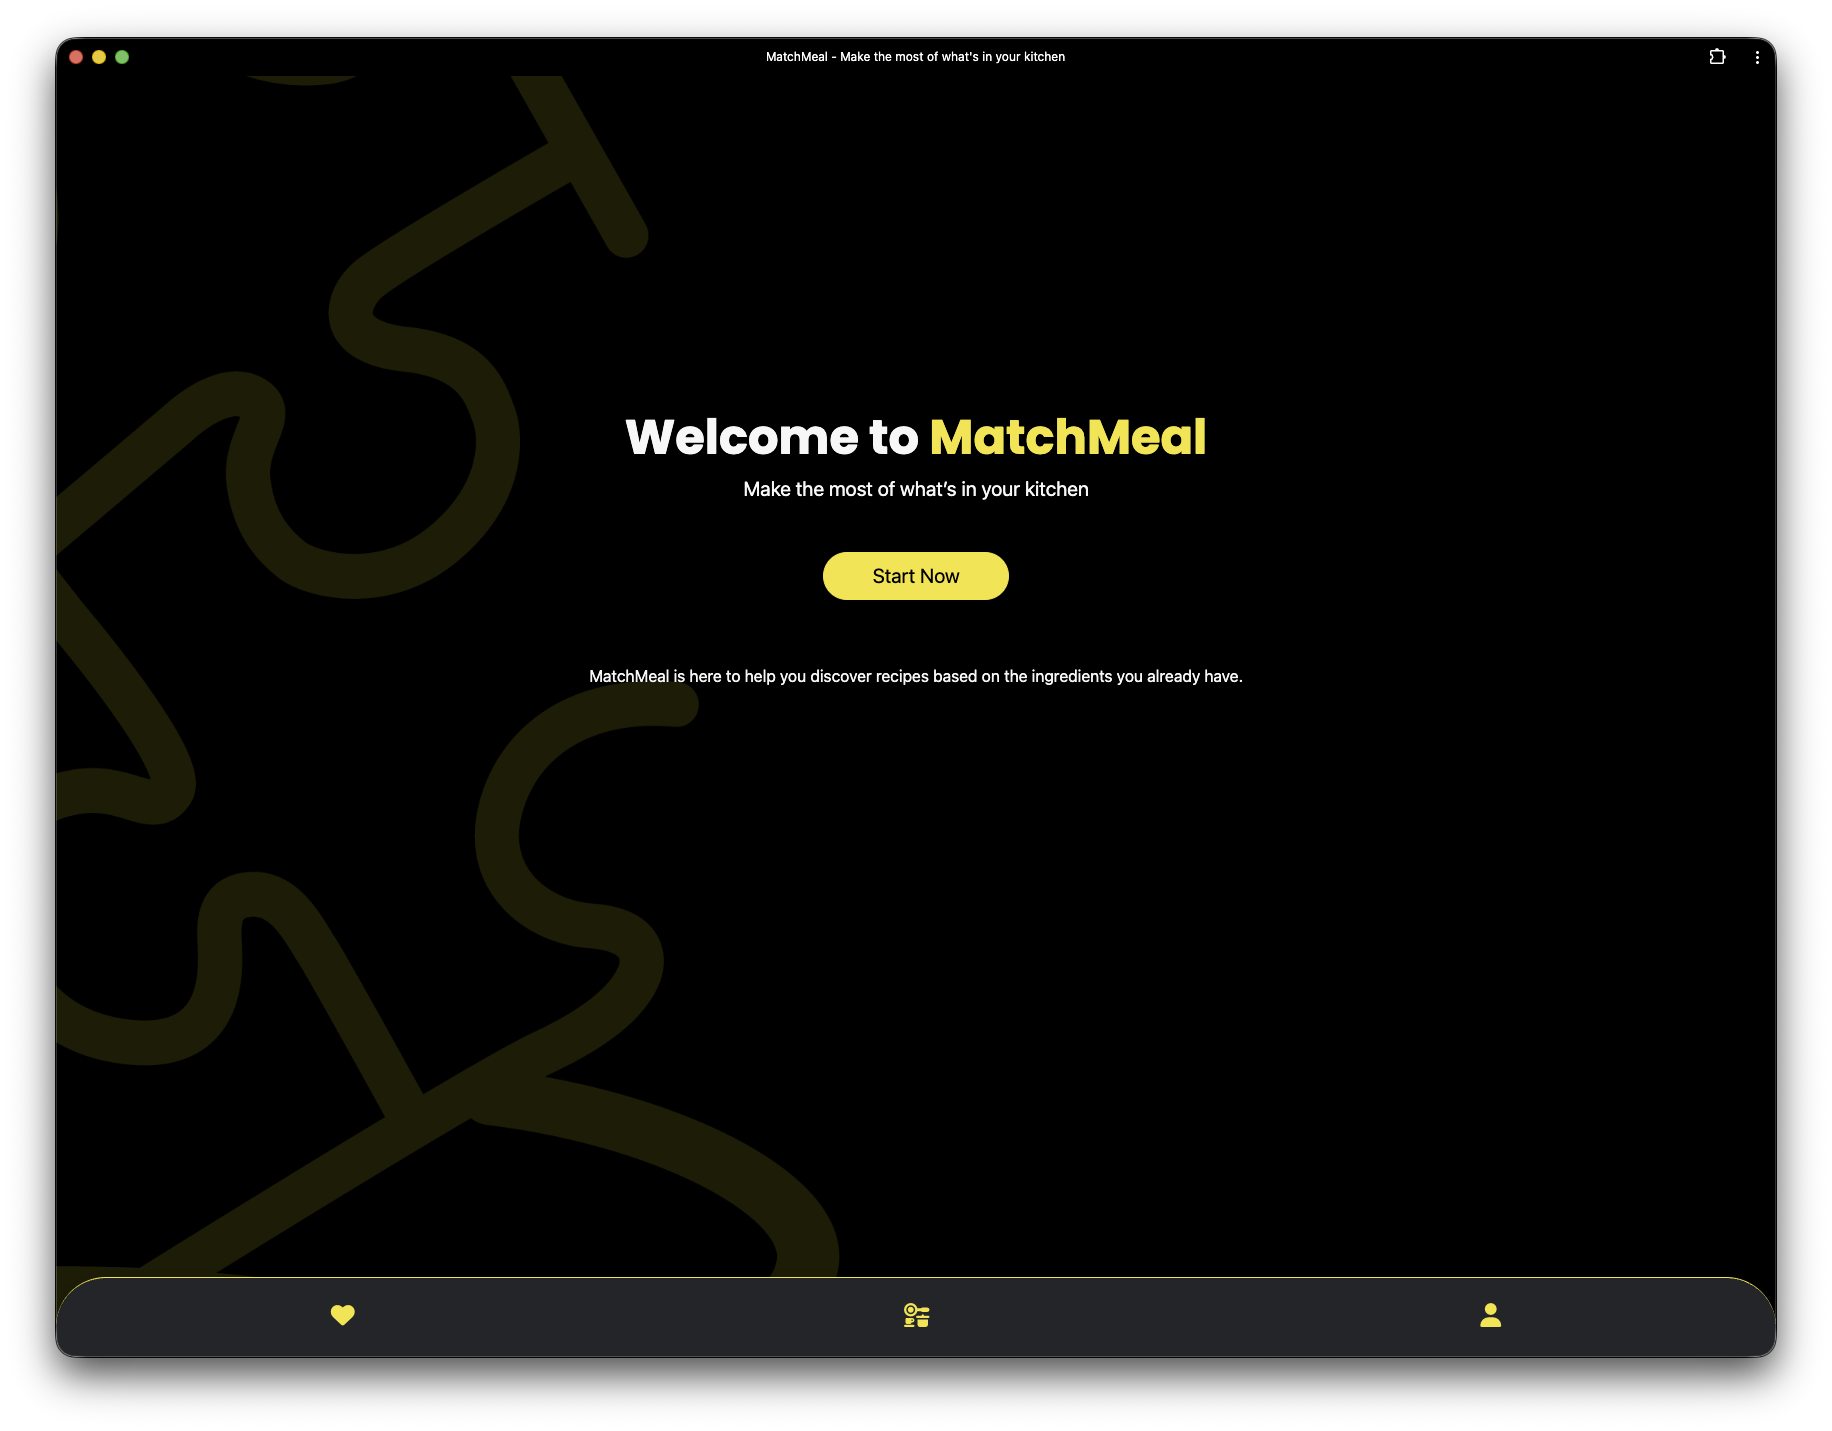 MatchMeal - Make the most of what's in your kitchen
Welcome to MatchMeal
Make the most of what’s in your kitchen
Start Now
MatchMeal is here to help you discover recipes based on the ingredients you already have.